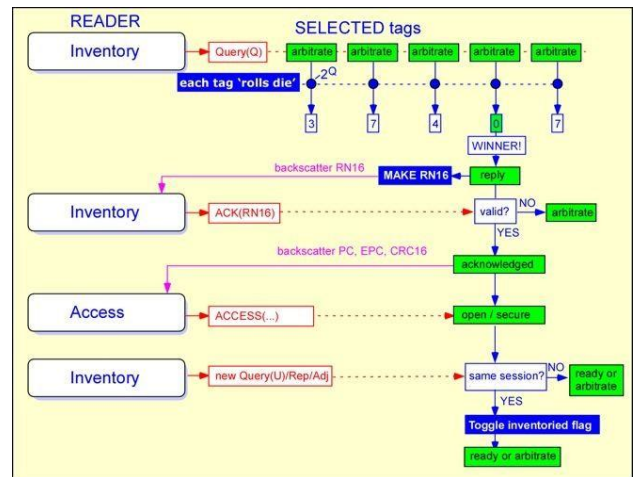 READER
SELECTED tags
Inventory
Query(Q)
arbitrate
arbitrate
arbitrate
arbitrate
arbitrate
each tag 'rolls die'
2Q
3
7
4
0
7
WINNER!
backscatter RN16
MAKE RN16
reply
Inventory
ACK(RN16)
valid?
NO
arbitrate
YES
backscatter PC, EPC, CRC16
acknowledged
Access
ACCESS(...)
open / secure
Inventory
new Query(U)/Rep/Adj
same session?
NO
ready or
arbitrate
YES
Toggle inventoried flag
ready or arbitrate